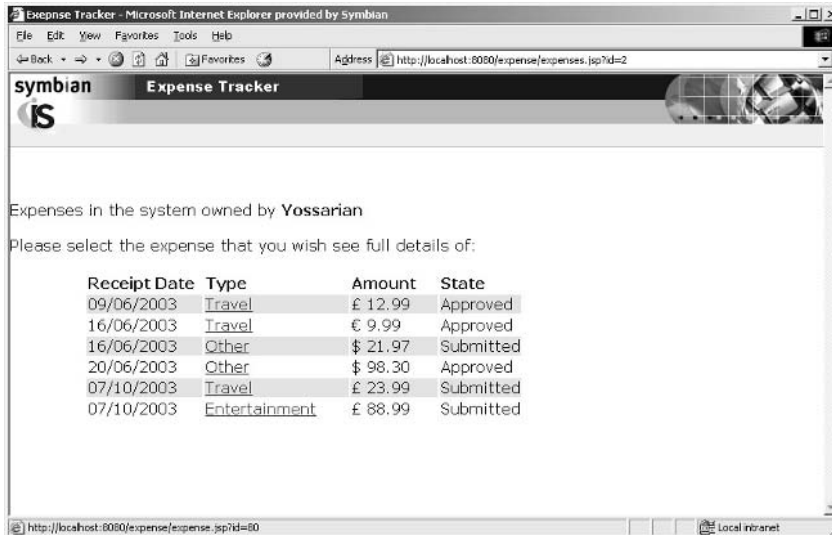 Exepnse Tracker - Microsoft Internet Explorer provided by Symbian
File Edit View Favorites Tools Help
Back Favorites Address http://localhost:8080/expense/expenses.jsp?id=2
symbian Expense Tracker
iS
Expenses in the system owned by Yossarian
Please select the expense that you wish see full details of:
Receipt Date Type Amount State
09/06/2003 Travel £ 12.99 Approved
16/06/2003 Travel € 9.99 Approved
16/06/2003 Other $ 21.97 Submitted
20/06/2003 Other $ 98.30 Approved
07/10/2003 Travel £ 23.99 Submitted
07/10/2003 Entertainment £ 88.99 Submitted
http://localhost:8080/expense/expense.jsp?id=80 Local intranet